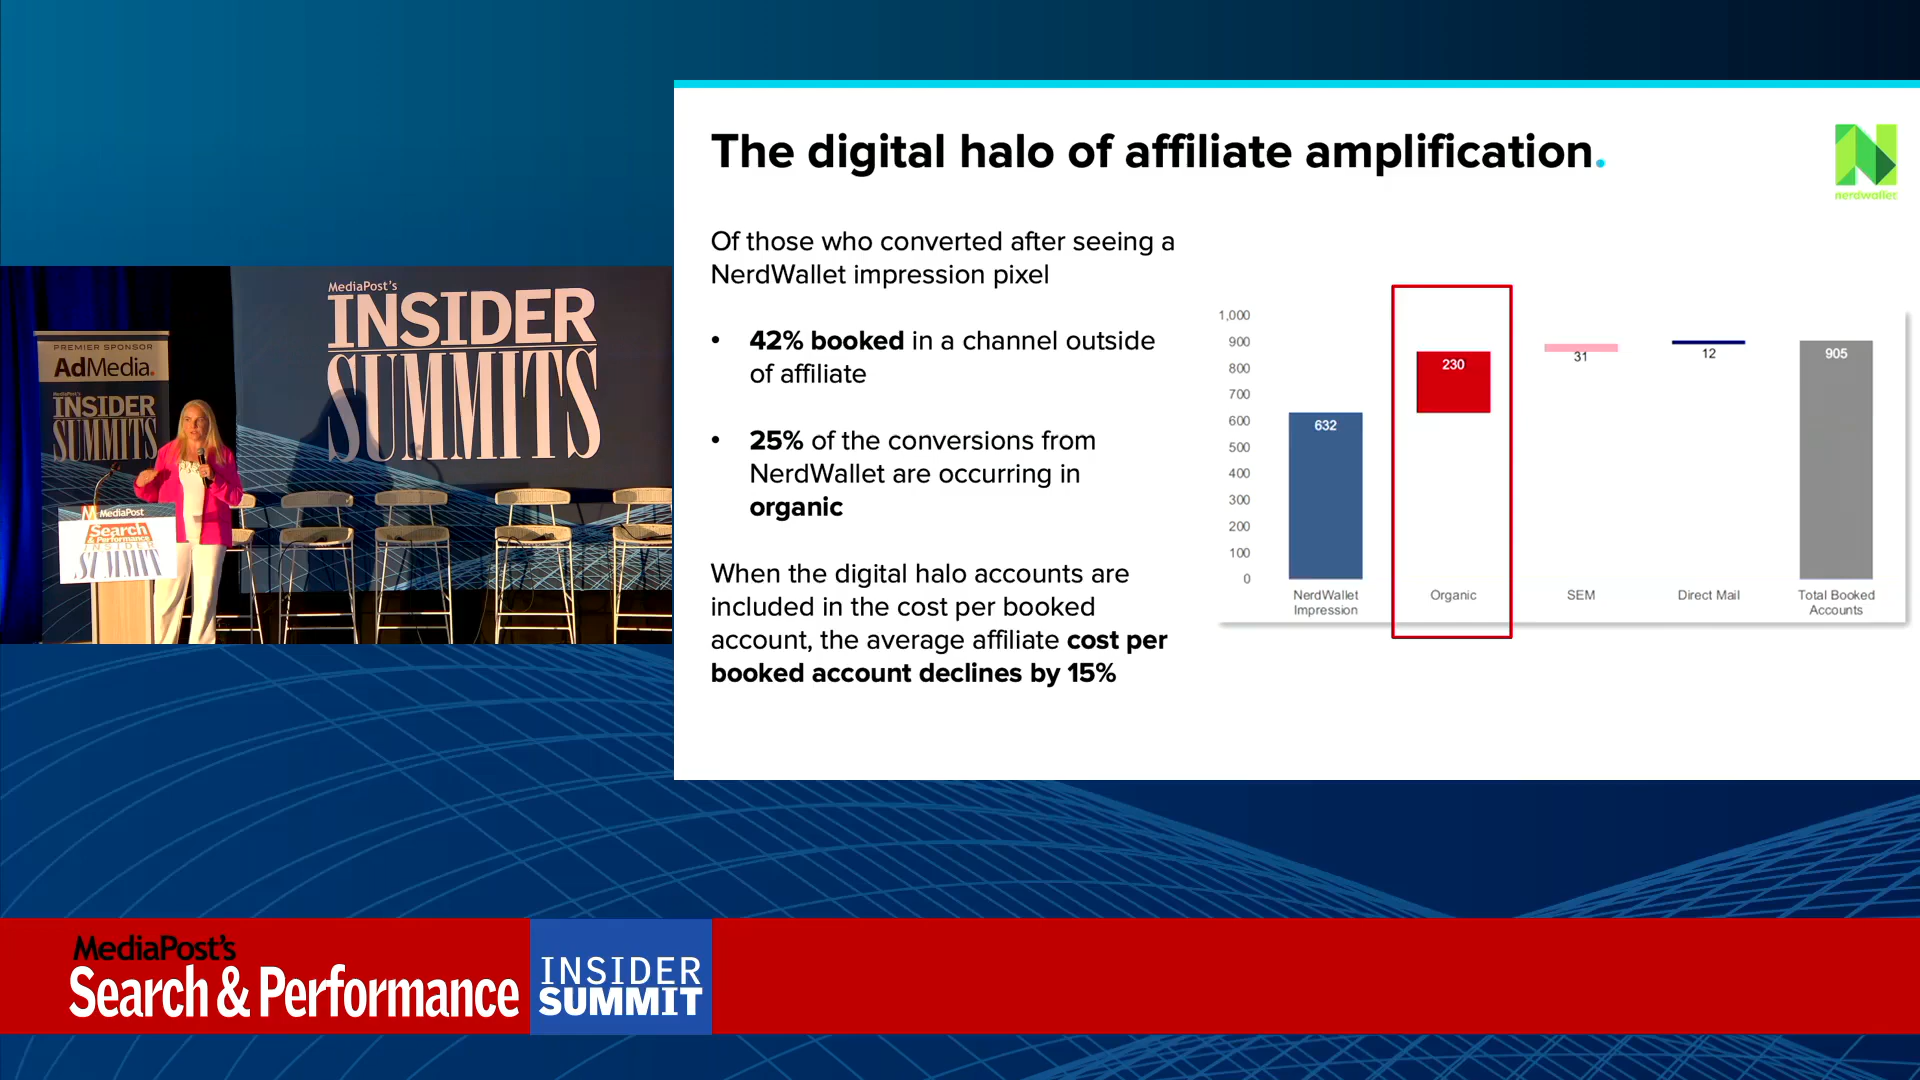 The digital halo of affiliate amplification.
nerdwallet
Of those who converted after seeing a
NerdWallet impression pixel
• 42% booked in a channel outside
of affiliate
• 25% of the conversions from
NerdWallet are occurring in
organic
When the digital halo accounts are
included in the cost per booked
account, the average affiliate cost per
booked account declines by 15%
1,000
900
800
700
600
500
400
300
200
100
0
632
230
31
12
905
NerdWallet
Impression
Organic
SEM
Direct Mail
Total Booked
Accounts
MediaPost's
INSIDER
SUMMITS
PREMIER SPONSOR
AdMedia.
INSIDER
SUMMITS
MediaPost
Search
& Performance
INSIDER
SUMMIT
MediaPost's
Search & Performance
INSIDER
SUMMIT